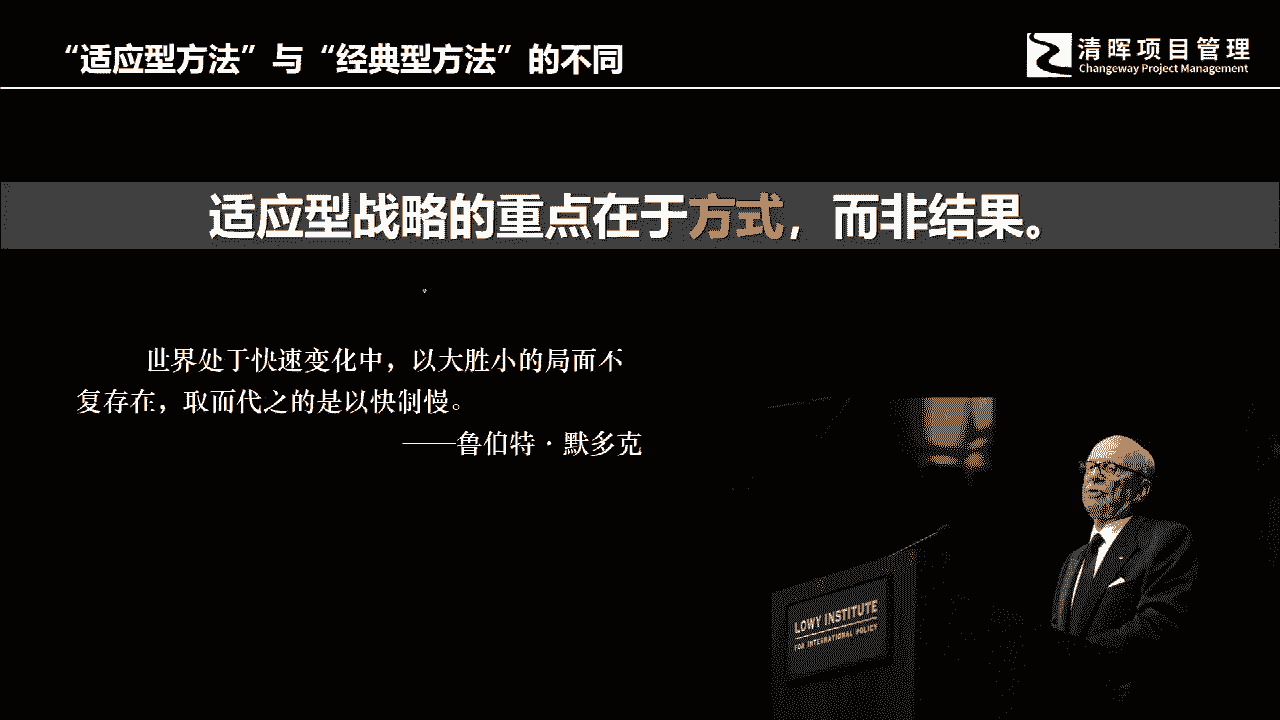 “适应型方法”与“经典型方法”的不同
清晖项目管理
Changeway Project Management
适应型战略的重点在于方式，而非结果。
世界处于快速变化中，以大胜小的局面不
复存在，取而代之的是以快制慢。
——鲁伯特·默多克
LOWY INSTITUTE
FOR INTERNATIONAL POLICY